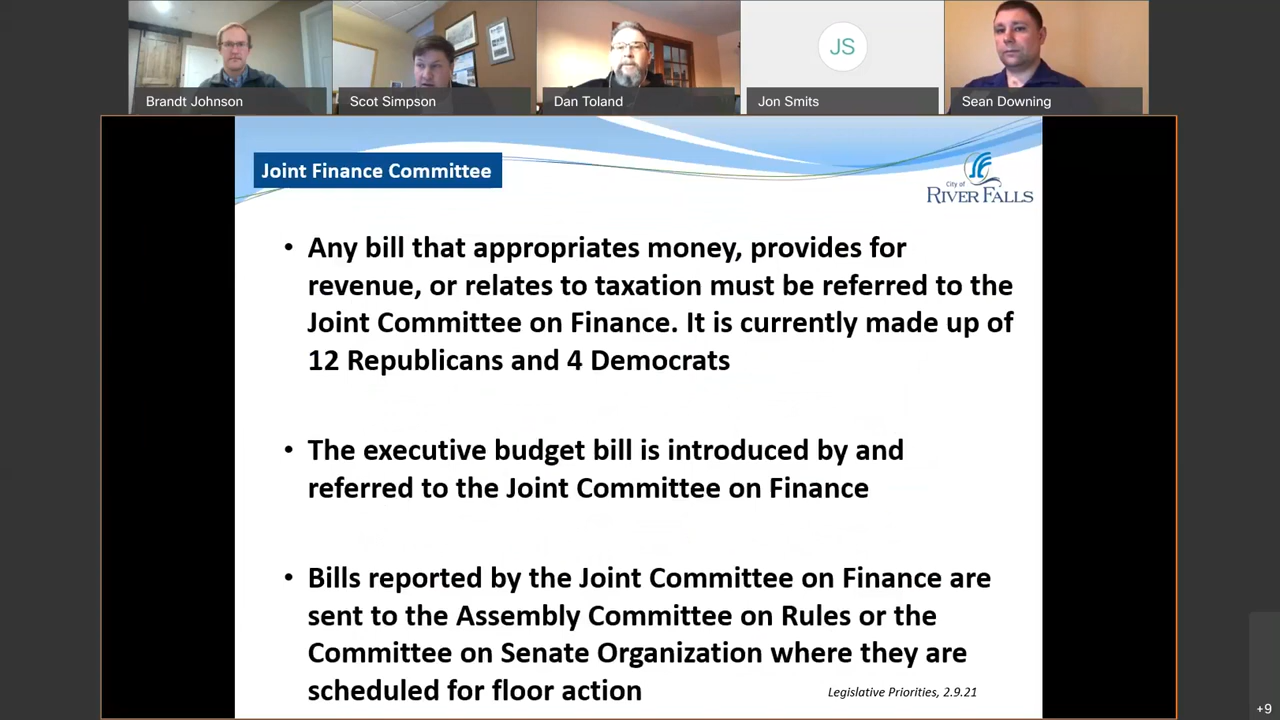 JS
Brandt Johnson
Scot Simpson
Dan Toland
Jon Smits
Sean Downing
Joint Finance Committee
City of
RIVER FALLS
• Any bill that appropriates money, provides for
revenue, or relates to taxation must be referred to the
Joint Committee on Finance. It is currently made up of
12 Republicans and 4 Democrats
• The executive budget bill is introduced by and
referred to the Joint Committee on Finance
• Bills reported by the Joint Committee on Finance are
sent to the Assembly Committee on Rules or the
Committee on Senate Organization where they are
scheduled for floor action
Legislative Priorities, 2.9.21
+9